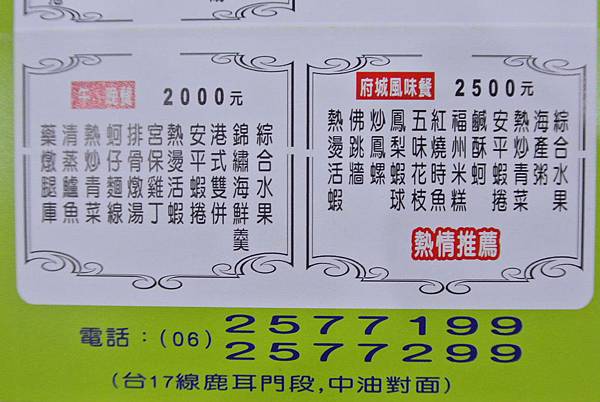 午、晚餐 2000元
綜合水果
錦繡海鮮羹
港式雙併
安平蝦捲
熱燙活蝦
宮保雞丁
排骨燉湯
蚵仔麵線
熱炒青菜
清蒸鱸魚
藥燉腿庫
府城風味餐 2500元
綜合水果
海產粥
熱炒青菜
安平蝦捲
鹹酥蚵
福州米糕
紅燒時魚
五味花枝
鳳梨蝦球
炒鳳螺
佛跳牆
熱燙活蝦
熱情推薦
電話：(06) 2577199
2577299
(台17線鹿耳門段,中油對面)